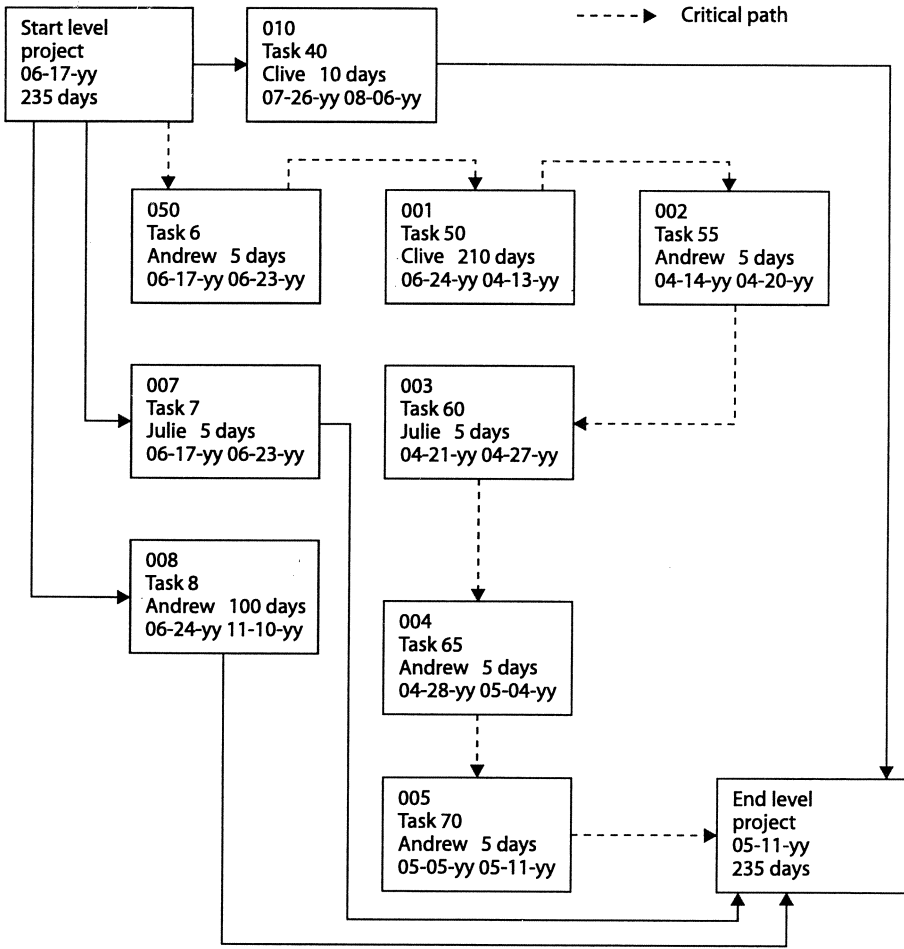 Start level
project
06-17-yy
235 days
010
Task 40
Clive 10 days
07-26-yy 08-06-yy
Critical path
050
Task 6
Andrew 5 days
06-17-yy 06-23-yy
001
Task 50
Clive 210 days
06-24-yy 04-13-yy
002
Task 55
Andrew 5 days
04-14-yy 04-20-yy
007
Task 7
Julie 5 days
06-17-yy 06-23-yy
003
Task 60
Julie 5 days
04-21-yy 04-27-yy
008
Task 8
Andrew 100 days
06-24-yy 11-10-yy
004
Task 65
Andrew 5 days
04-28-yy 05-04-yy
005
Task 70
Andrew 5 days
05-05-yy 05-11-yy
End level
project
05-11-yy
235 days